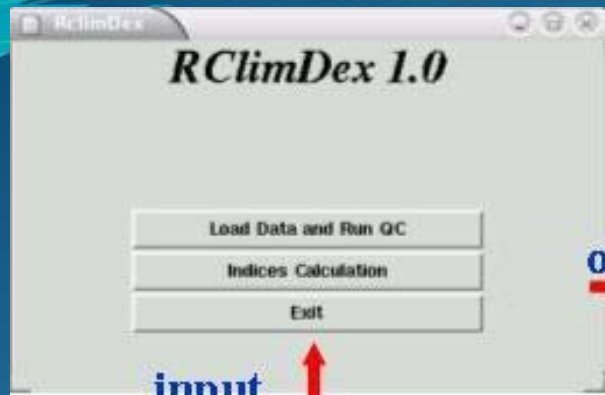 RclimDex
RClimDex 1.0
Load Data and Run QC
Indices Calculation
Exit
input